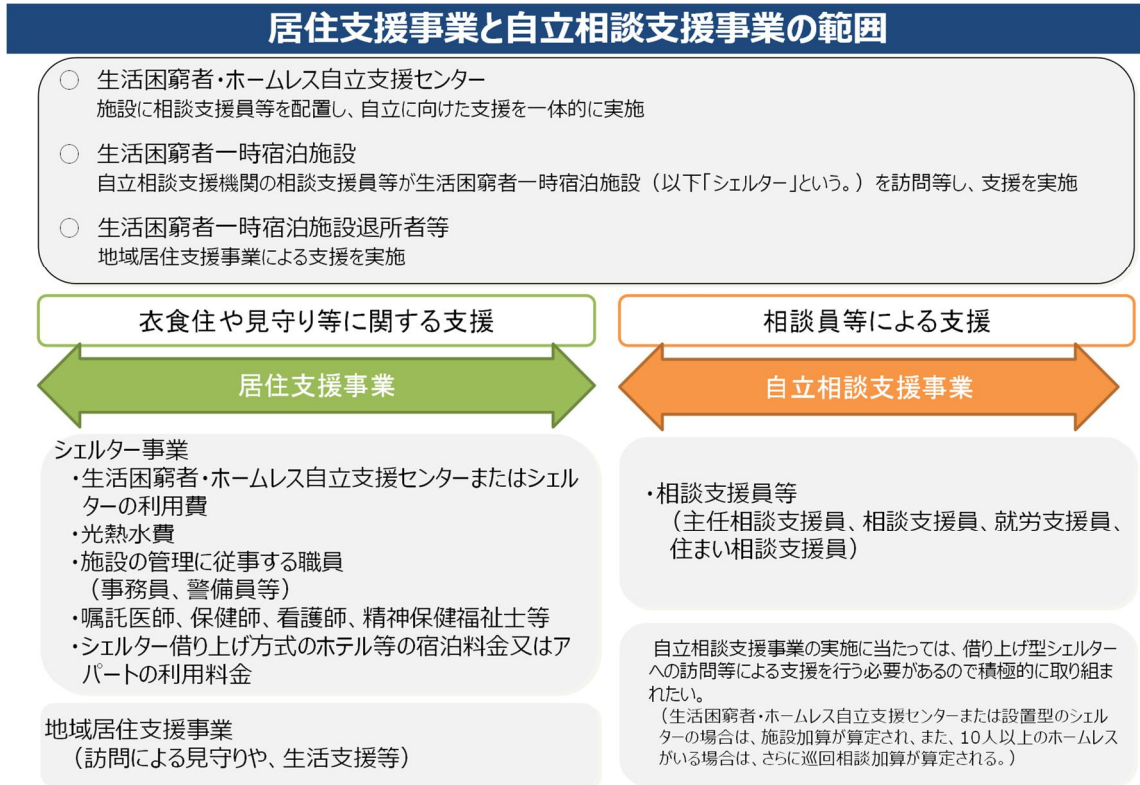 居住支援事業と自立相談支援事業の範囲
○ 生活困窮者・ホームレス自立支援センター
施設に相談支援員等を配置し、自立に向けた支援を一体的に実施
○ 生活困窮者一時宿泊施設
自立相談支援機関の相談支援員等が生活困窮者一時宿泊施設（以下「シェルター」という。）を訪問等し、支援を実施
○ 生活困窮者一時宿泊施設退所者等
地域居住支援事業による支援を実施
衣食住や見守り等に関する支援
居住支援事業
シェルター事業
・生活困窮者・ホームレス自立支援センターまたはシェル
ターの利用費
・光熱水費
・施設の管理に従事する職員
（事務員、警備員等）
・嘱託医師、保健師、看護師、精神保健福祉士等
・シェルター借り上げ方式のホテル等の宿泊料金又はア
パートの利用料金
地域居住支援事業
（訪問による見守りや、生活支援等）
相談員等による支援
自立相談支援事業
・相談支援員等
（主任相談支援員、相談支援員、就労支援員、
住まい相談支援員）
自立相談支援事業の実施に当たっては、借り上げ型シェルター
への訪問等による支援を行う必要があるので積極的に取り組ま
れたい。
（生活困窮者・ホームレス自立支援センターまたは設置型のシェル
ターの場合は、施設加算が算定され、また、10人以上のホームレス
がいる場合は、さらに巡回相談加算が算定される。）